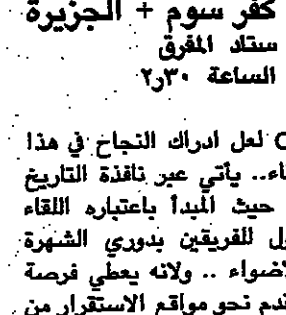 كفر سوم + الجزيرة
ستاد المفرق
الساعة ٢٫٣٠
لعل ادراك النجاح في هذا
اء.. يأتي عبر نافذة التاريخ
حيث المبدأ باعتباره اللقاء
ول للفريقين بدوري الشهرة
لاضواء .. ولانه يعطي فرصة
قدم نحو مواقع الاستقرار من